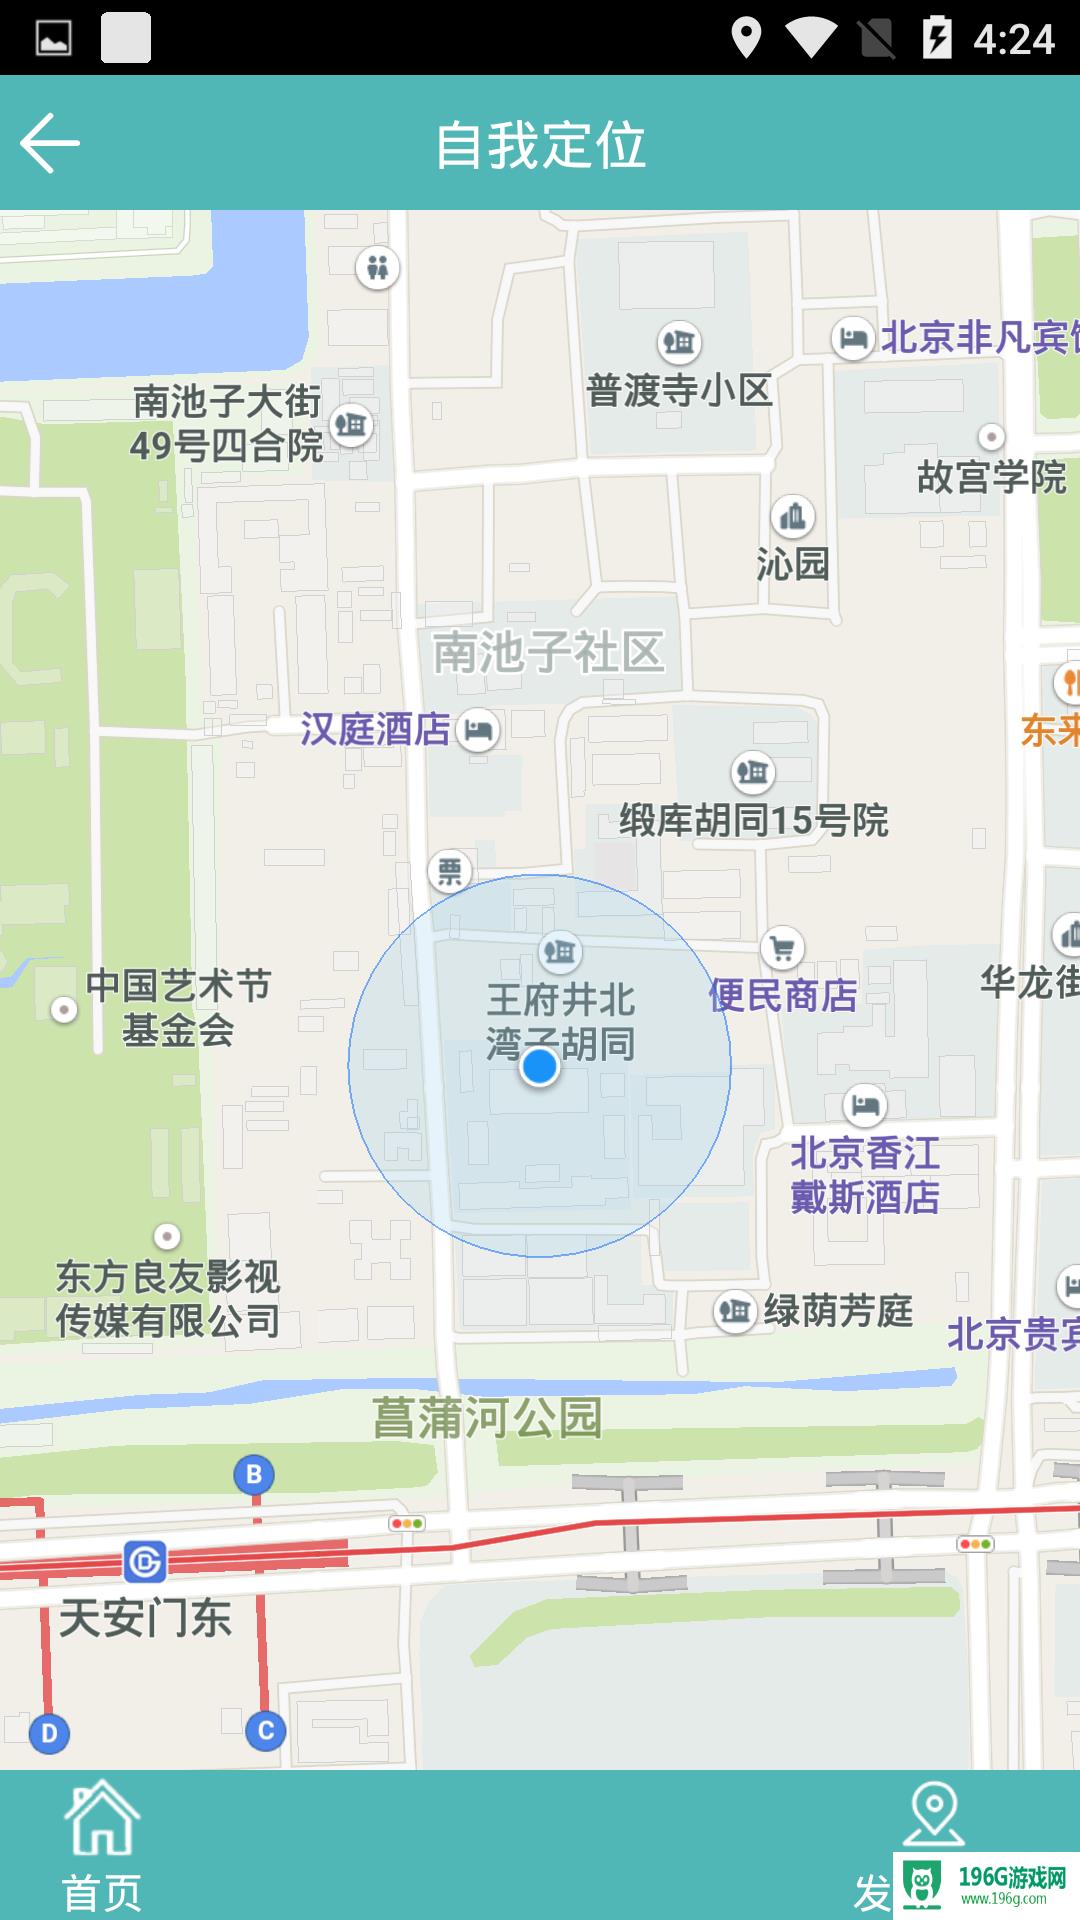 4:24
自我定位
北京非凡宾
普渡寺小区
南池子大街
49号四合院
故宫学院
沁园
南池子社区
汉庭酒店
东来
缎库胡同15号院
票
中国艺术节
基金会
王府井北
湾子胡同
便民商店
华龙街
北京香江
戴斯酒店
东方良友影视
传媒有限公司
绿荫芳庭
北京贵宾
菖蒲河公园
B
天安门东
D
C
首页
发
196G游戏网
www.196g.com